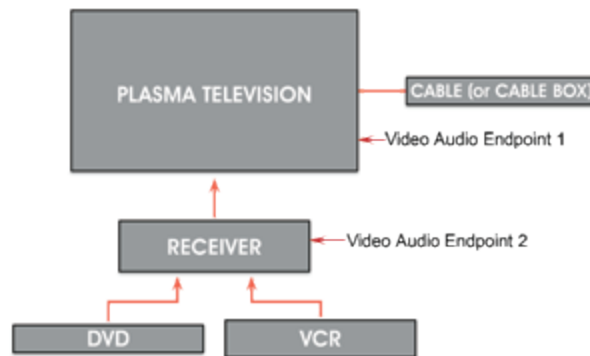 PLASMA TELEVISION
CABLE (or CABLE BOX)
Video Audio Endpoint 1
RECEIVER
Video Audio Endpoint 2
DVD
VCR